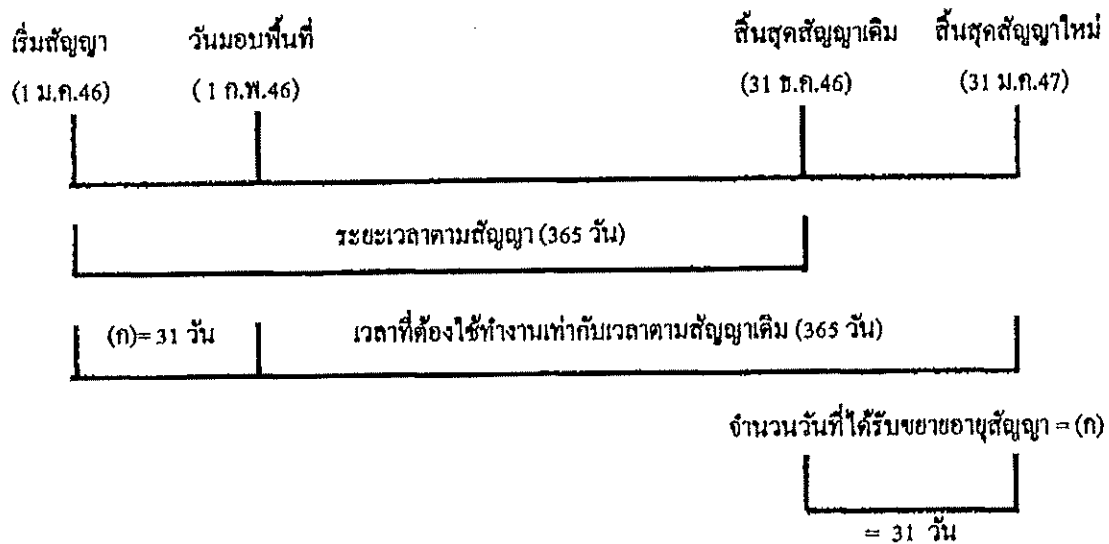 เริ่มสัญญา วันมอบพื้นที่ สิ้นสุดสัญญาเดิม สิ้นสุดสัญญาใหม่
(1 ม.ค.46) ( 1 ก.พ.46) (31 ธ.ค.46) (31 ม.ค.47)
ระยะเวลาตามสัญญา (365 วัน)
(ก)= 31 วัน เวลาที่ต้องใช้ทำงานเท่ากับเวลาตามสัญญาเดิม (365 วัน)
จำนวนวันที่ได้รับขยายอายุสัญญา = (ก)
= 31 วัน